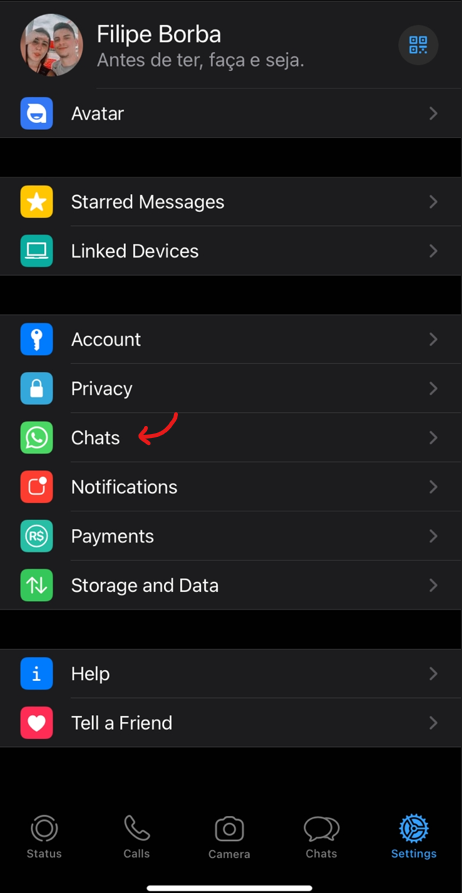 Filipe Borba
Antes de ter, faça e seja.
Avatar
Starred Messages
Linked Devices
Account
Privacy
Chats
Notifications
R$
Payments
Storage and Data
i
Help
Tell a Friend
Status
Calls
Camera
Chats
Settings